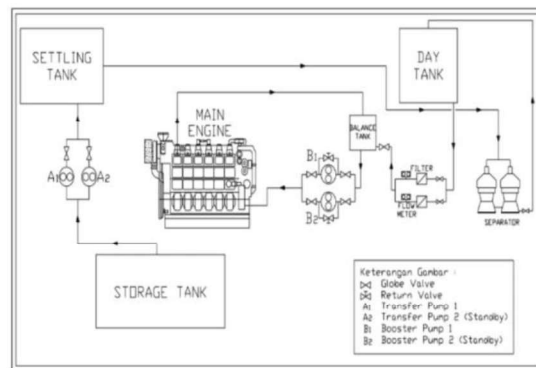 SETTLING
TANK
DAY
TANK
MAIN
ENGINE
BALANCE
TANK
B1
FILTER
A1
A2
FLOW
METER
B2
SEPARATOR
STORAGE TANK
Keterangan Gambar :
Globe Valve
Return Valve
A1 Transfer Pump 1
A2 Transfer Pump 2 (Standby)
B1 Booster Pump 1
B2 Booster Pump 2 (Standby)